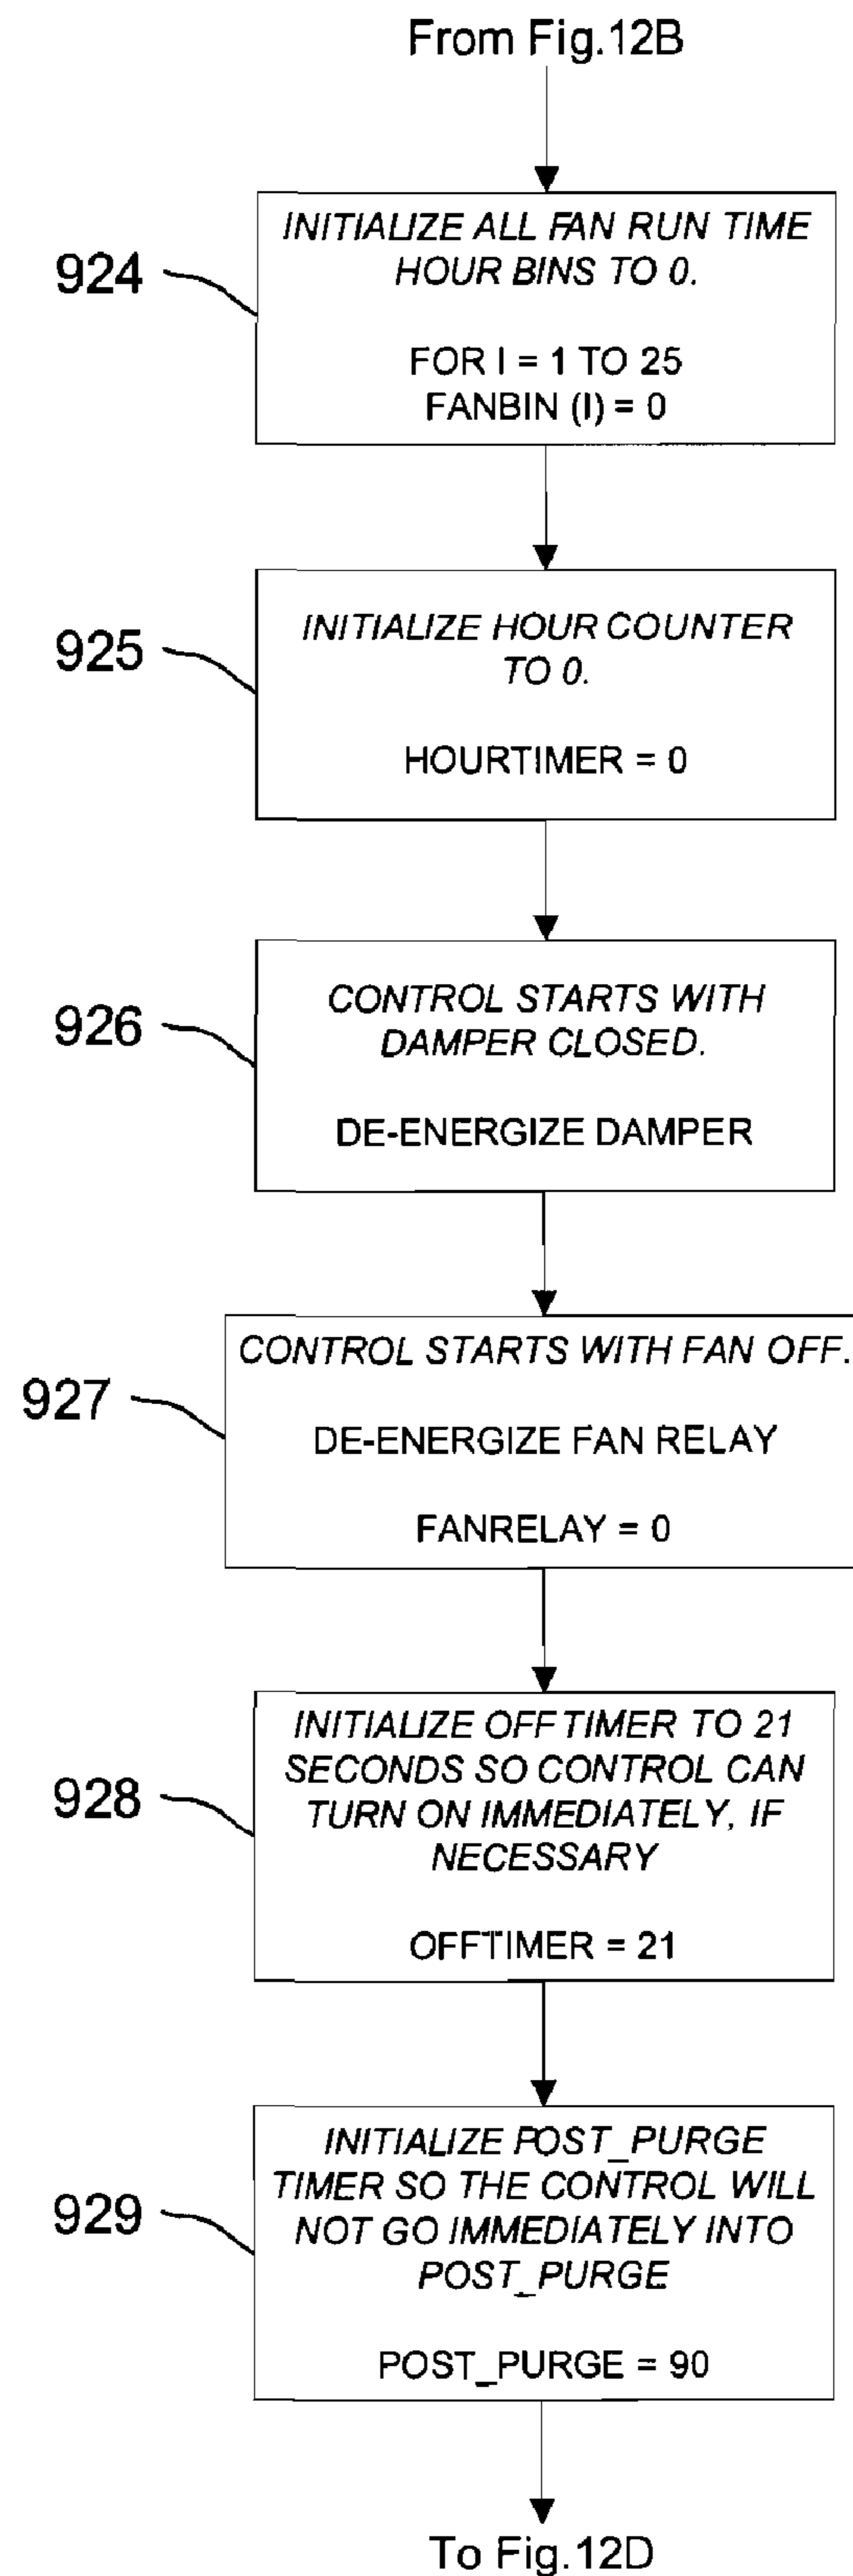 From Fig.12B
924
INITIALIZE ALL FAN RUN TIME
HOUR BINS TO 0.
FOR I = 1 TO 25
FANBIN (I) = 0
925
INITIALIZE HOUR COUNTER
TO 0.
HOURTIMER = 0
926
CONTROL STARTS WITH
DAMPER CLOSED.
DE-ENERGIZE DAMPER
927
CONTROL STARTS WITH FAN OFF.
DE-ENERGIZE FAN RELAY
FANRELAY = 0
928
INITIALIZE OFFTIMER TO 21
SECONDS SO CONTROL CAN
TURN ON IMMEDIATELY, IF
NECESSARY
OFFTIMER = 21
929
INITIALIZE POST_PURGE
TIMER SO THE CONTROL WILL
NOT GO IMMEDIATELY INTO
POST_PURGE
POST_PURGE = 90
To Fig.12D